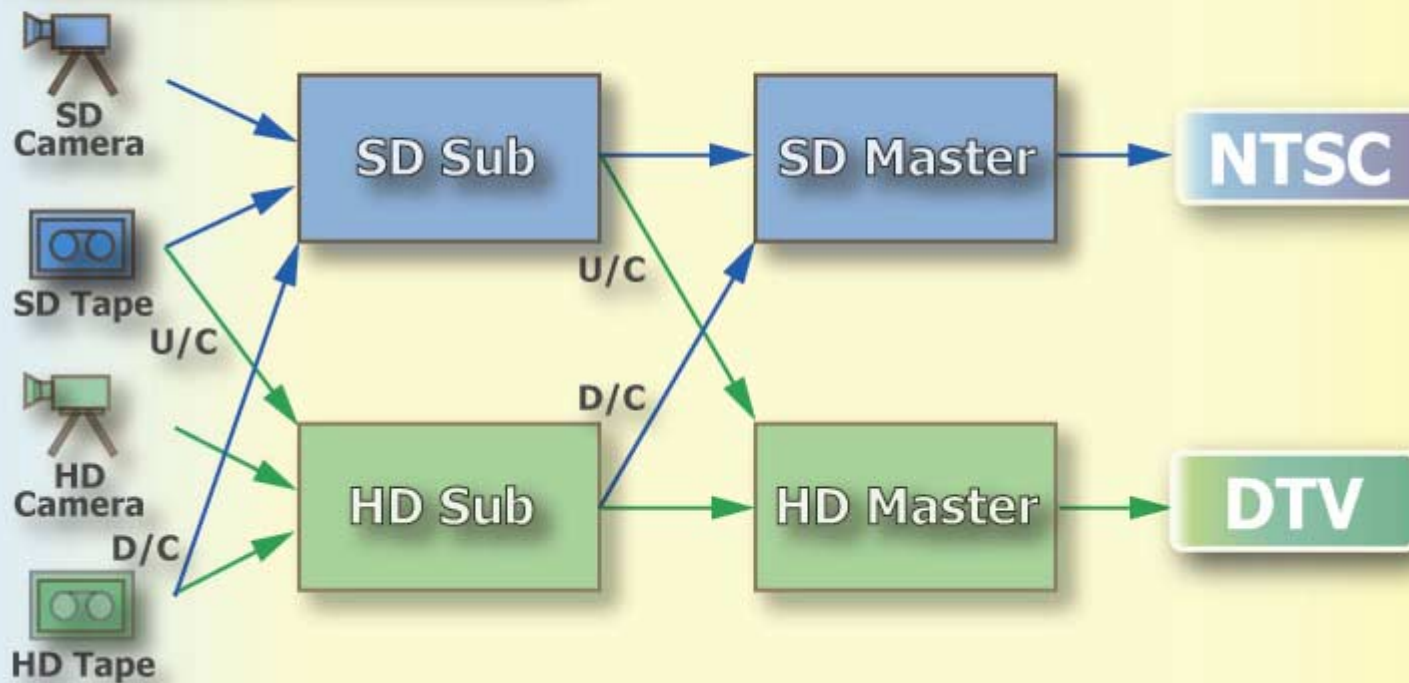 SD
Camera
SD Sub
SD Master
NTSC
SD Tape
U/C
U/C
HD
Camera
D/C
D/C
HD Sub
HD Master
DTV
HD Tape